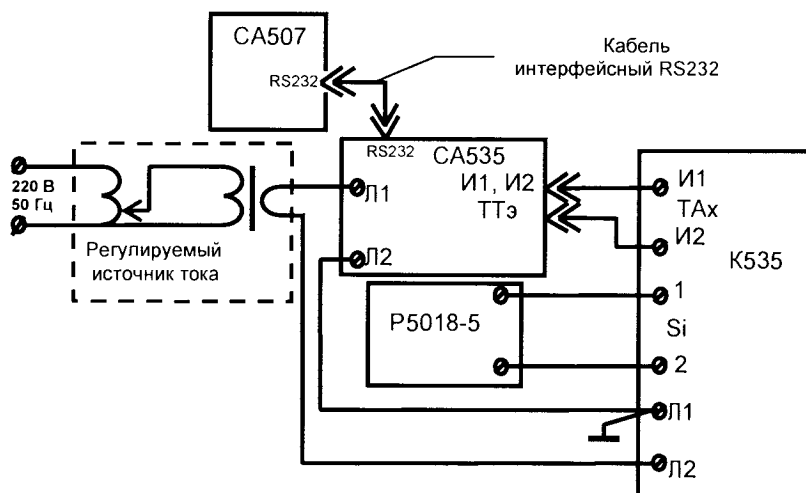 СА507
RS232
Кабель
интерфейсный RS232
220 В
50 Гц
Регулируемый
источник тока
RS232
СА535
Л1
И1, И2
ТТэ
Л2
Р5018-5
И1
ТАх
И2
К535
1
Si
2
Л1
Л2